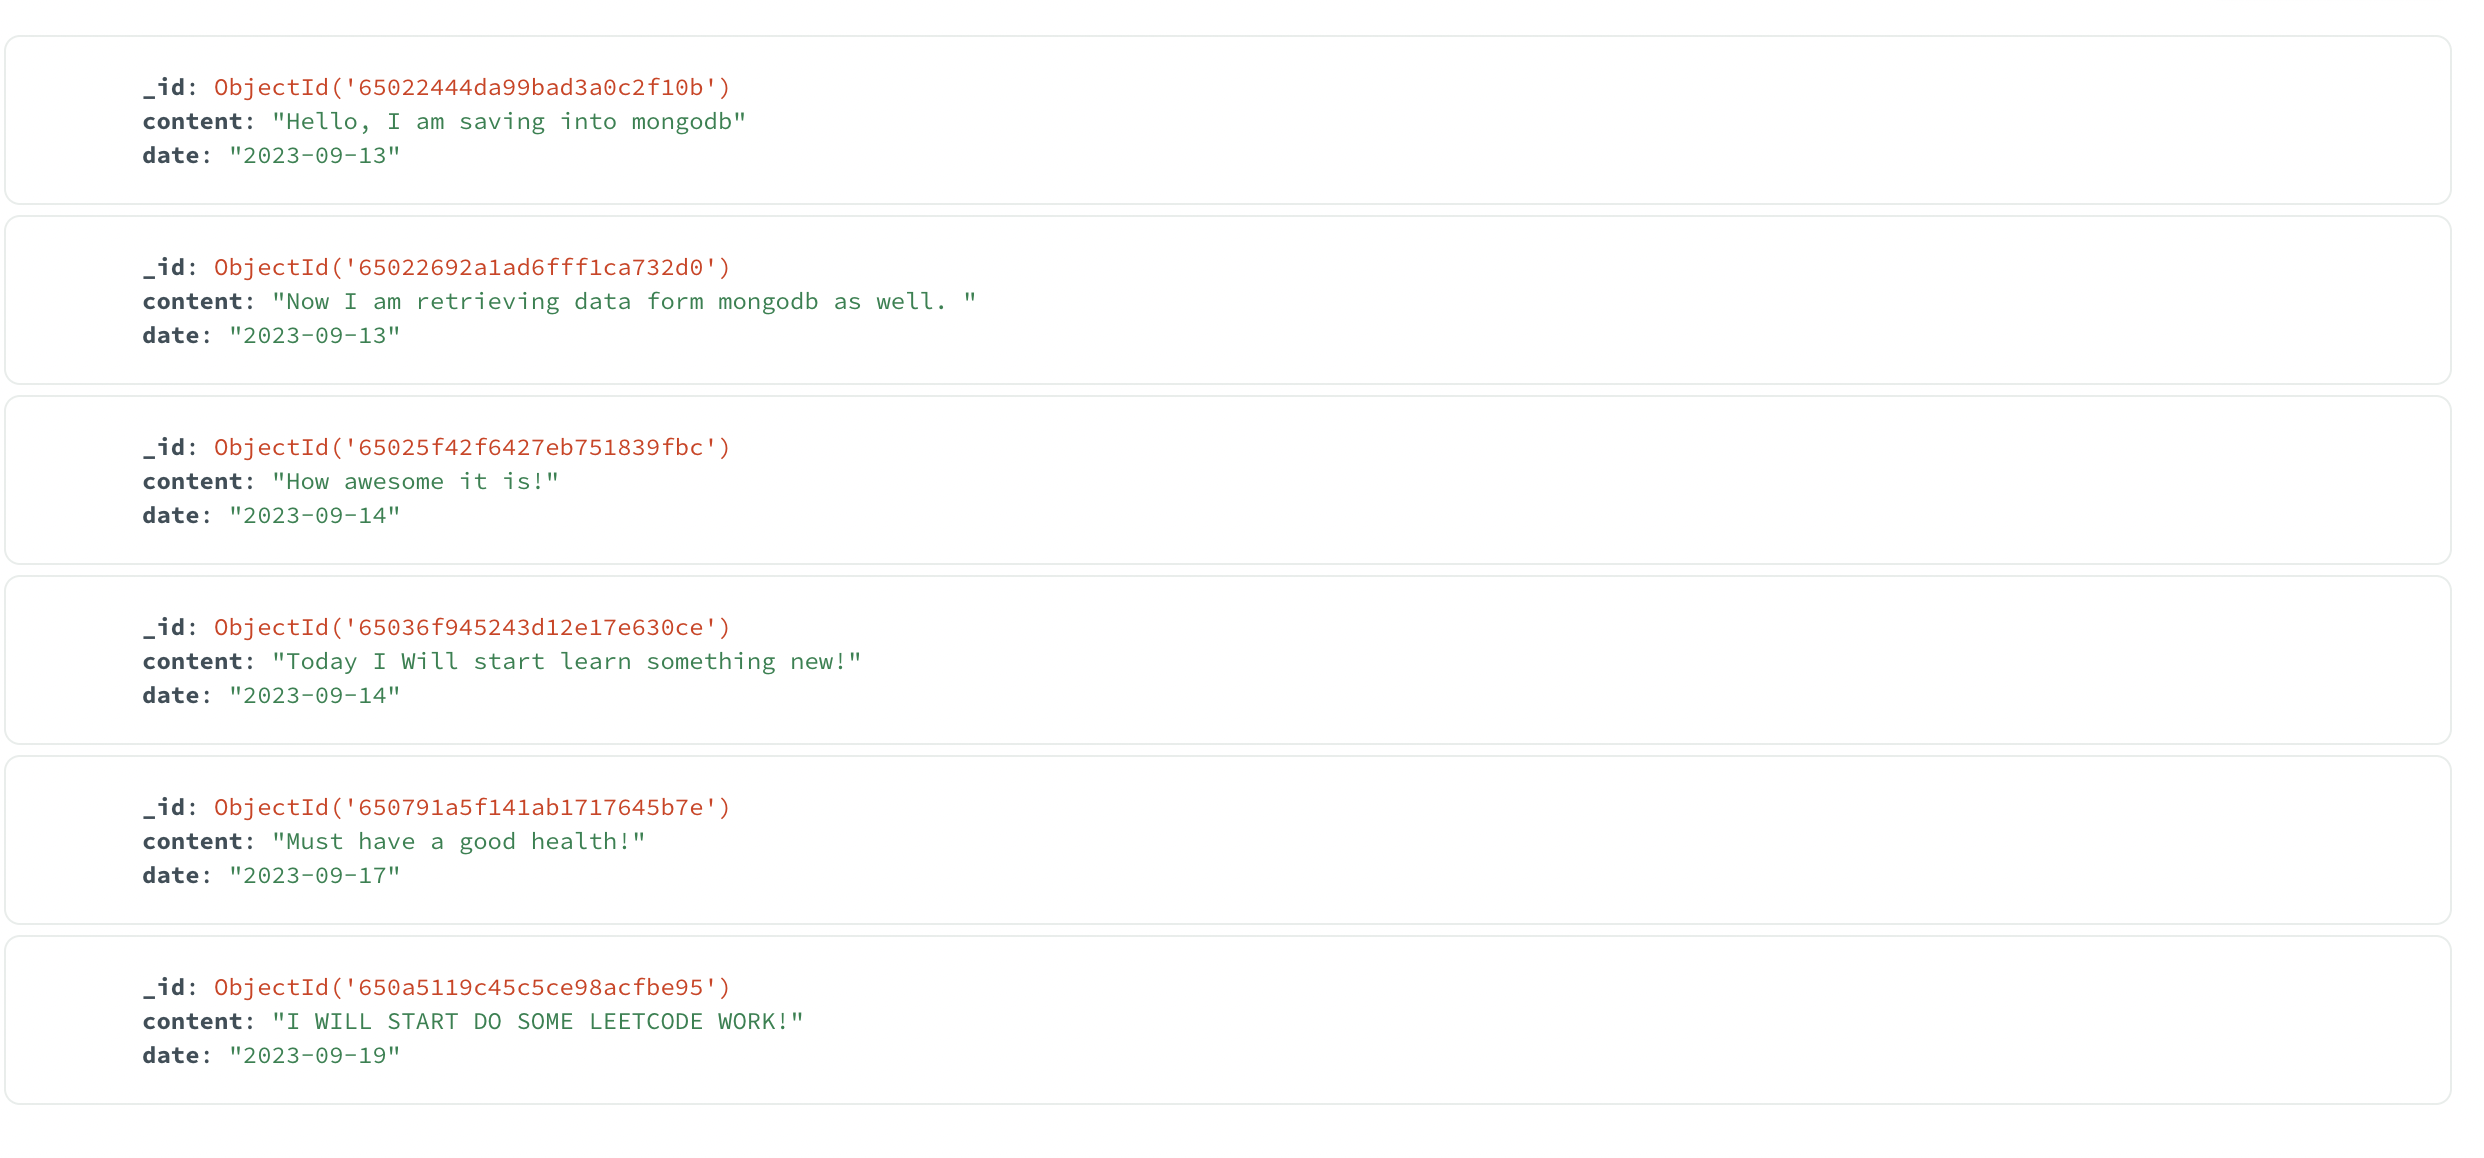 _id: ObjectId('65022444da99bad3a0c2f10b')
content: "Hello, I am saving into mongodb"
date: "2023-09-13"
_id: ObjectId('65022692a1ad6fff1ca732d0')
content: "Now I am retrieving data form mongodb as well. "
date: "2023-09-13"
_id: ObjectId('65025f42f6427eb751839fbc')
content: "How awesome it is!"
date: "2023-09-14"
_id: ObjectId('65036f945243d12e17e630ce')
content: "Today I Will start learn something new!"
date: "2023-09-14"
_id: ObjectId('650791a5f141ab1717645b7e')
content: "Must have a good health!"
date: "2023-09-17"
_id: ObjectId('650a5119c45c5ce98acfbe95')
content: "I WILL START DO SOME LEETCODE WORK!"
date: "2023-09-19"